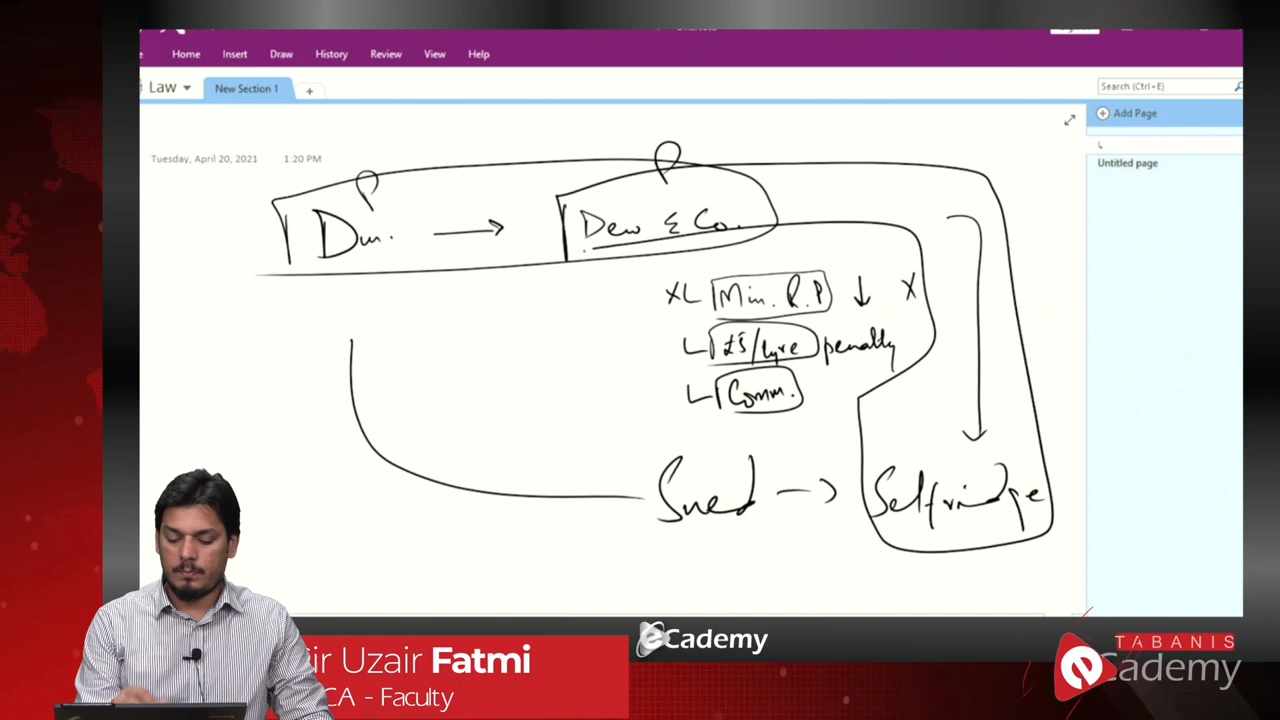 Home Insert Draw History Review View Help
Law New Section 1 +
Search (Ctrl+E)
Add Page
Untitled page
Tuesday, April 20, 2021 1:20 PM
Dun. → Dew & Co.
Min. R.P ↓ X
£5/tyre penalty
Comm.
Sued → Selfridge
eCademy
Sir Uzair Fatmi
CA - Faculty
TABANIS
eCademy